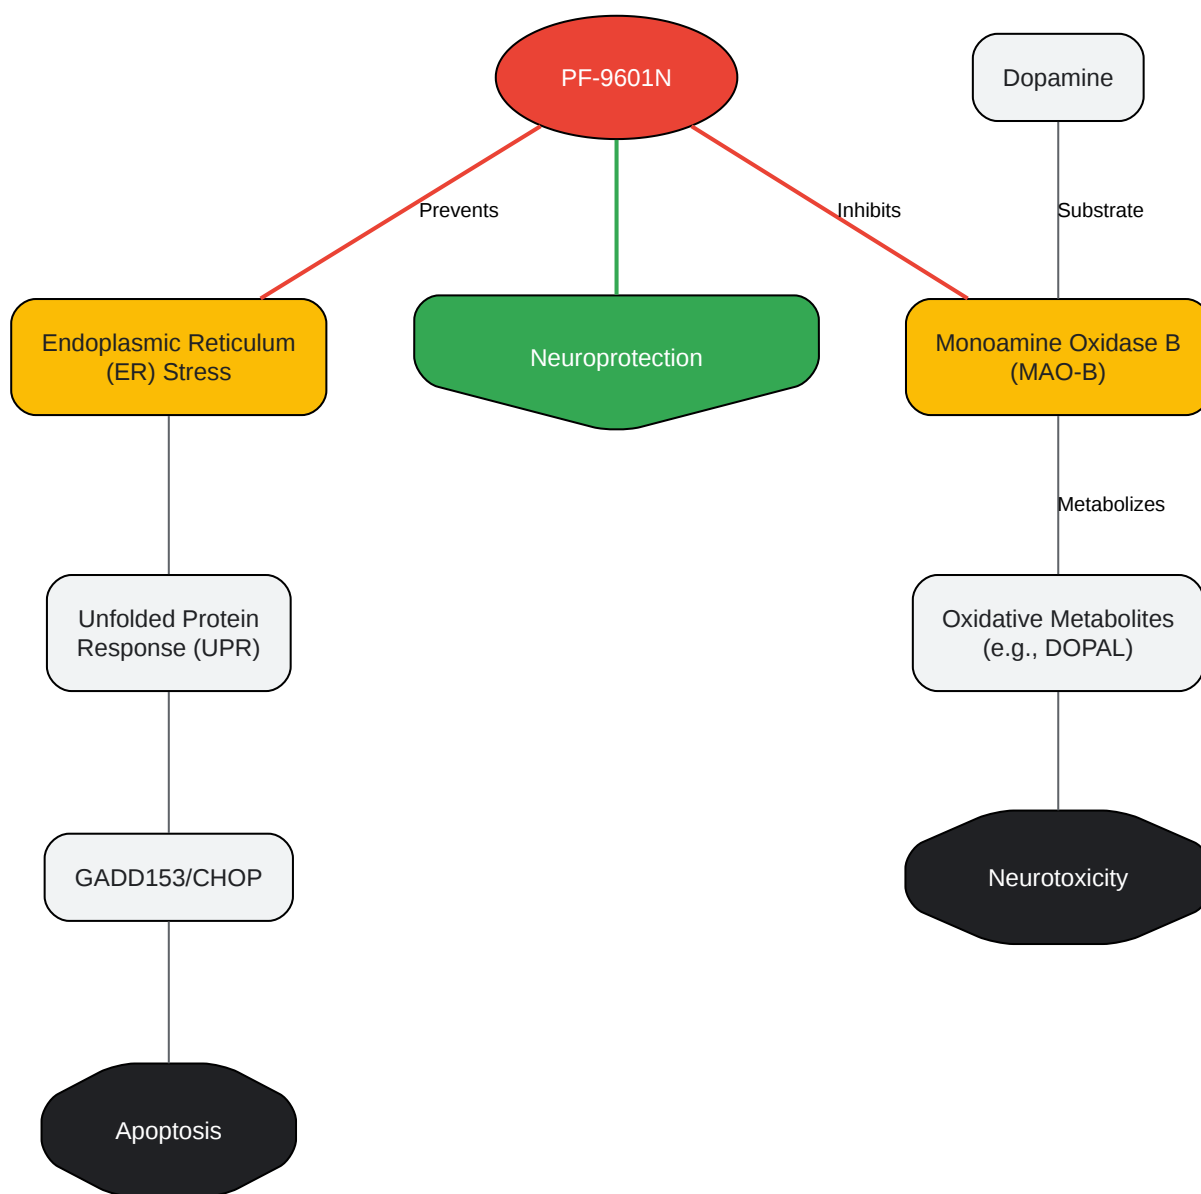 PF-9601N
Dopamine
Prevents
Inhibits
Substrate
Endoplasmic Reticulum
(ER) Stress
Neuroprotection
Monoamine Oxidase B
(MAO-B)
Metabolizes
Unfolded Protein
Response (UPR)
Oxidative Metabolites
(e.g., DOPAL)
GADD153/CHOP
Neurotoxicity
Apoptosis